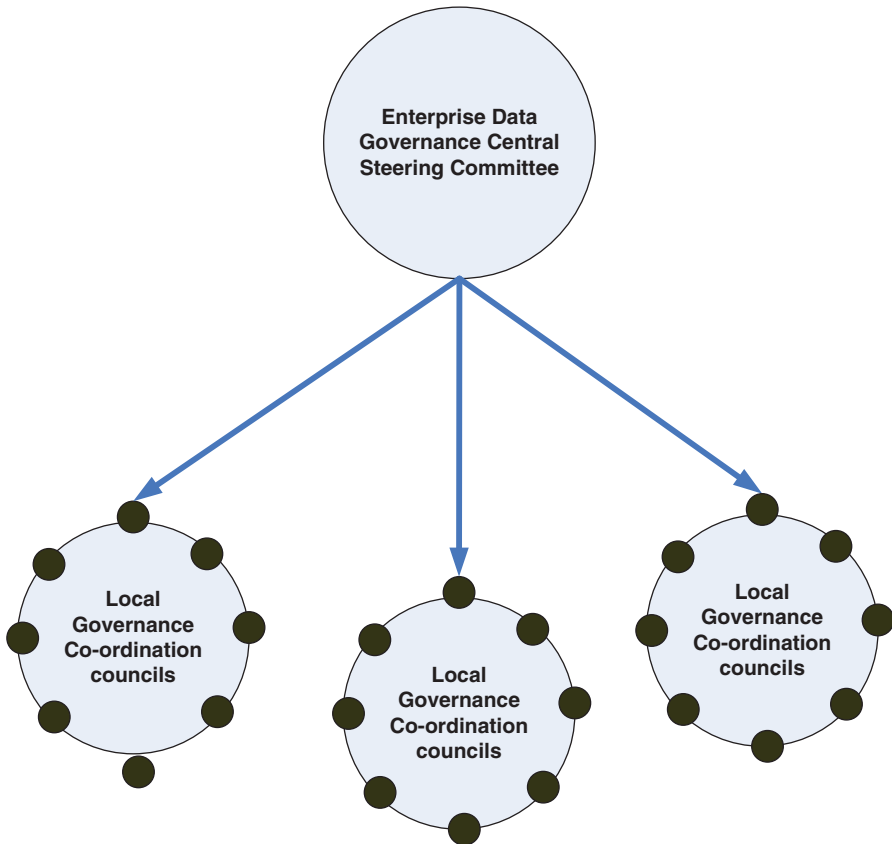 Enterprise Data
Governance Central
Steering Committee
Local
Governance
Co-ordination
councils
Local
Governance
Co-ordination
councils
Local
Governance
Co-ordination
councils